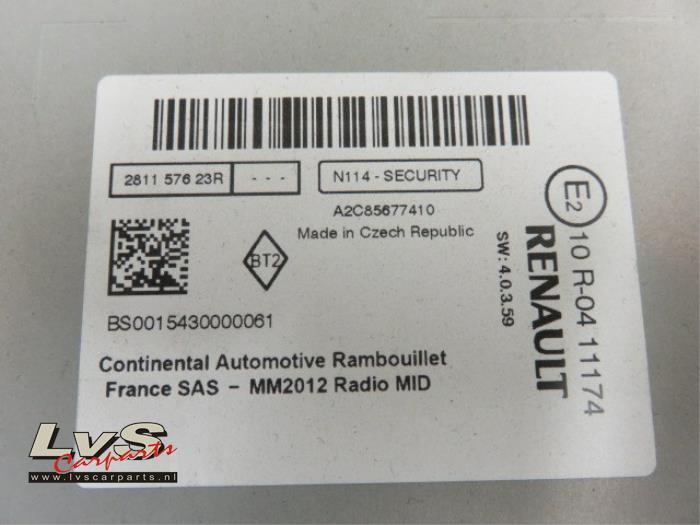 2811 576 23R - - -
N114 - SECURITY
A2C85677410
Made in Czech Republic
BT2
BS0015430000061
Continental Automotive Rambouillet
France SAS - MM2012 Radio MID
E2
10 R-04 11174
RENAULT
SW: 4.0.3.59
LvS
Carparts
www.lvscarparts.nl